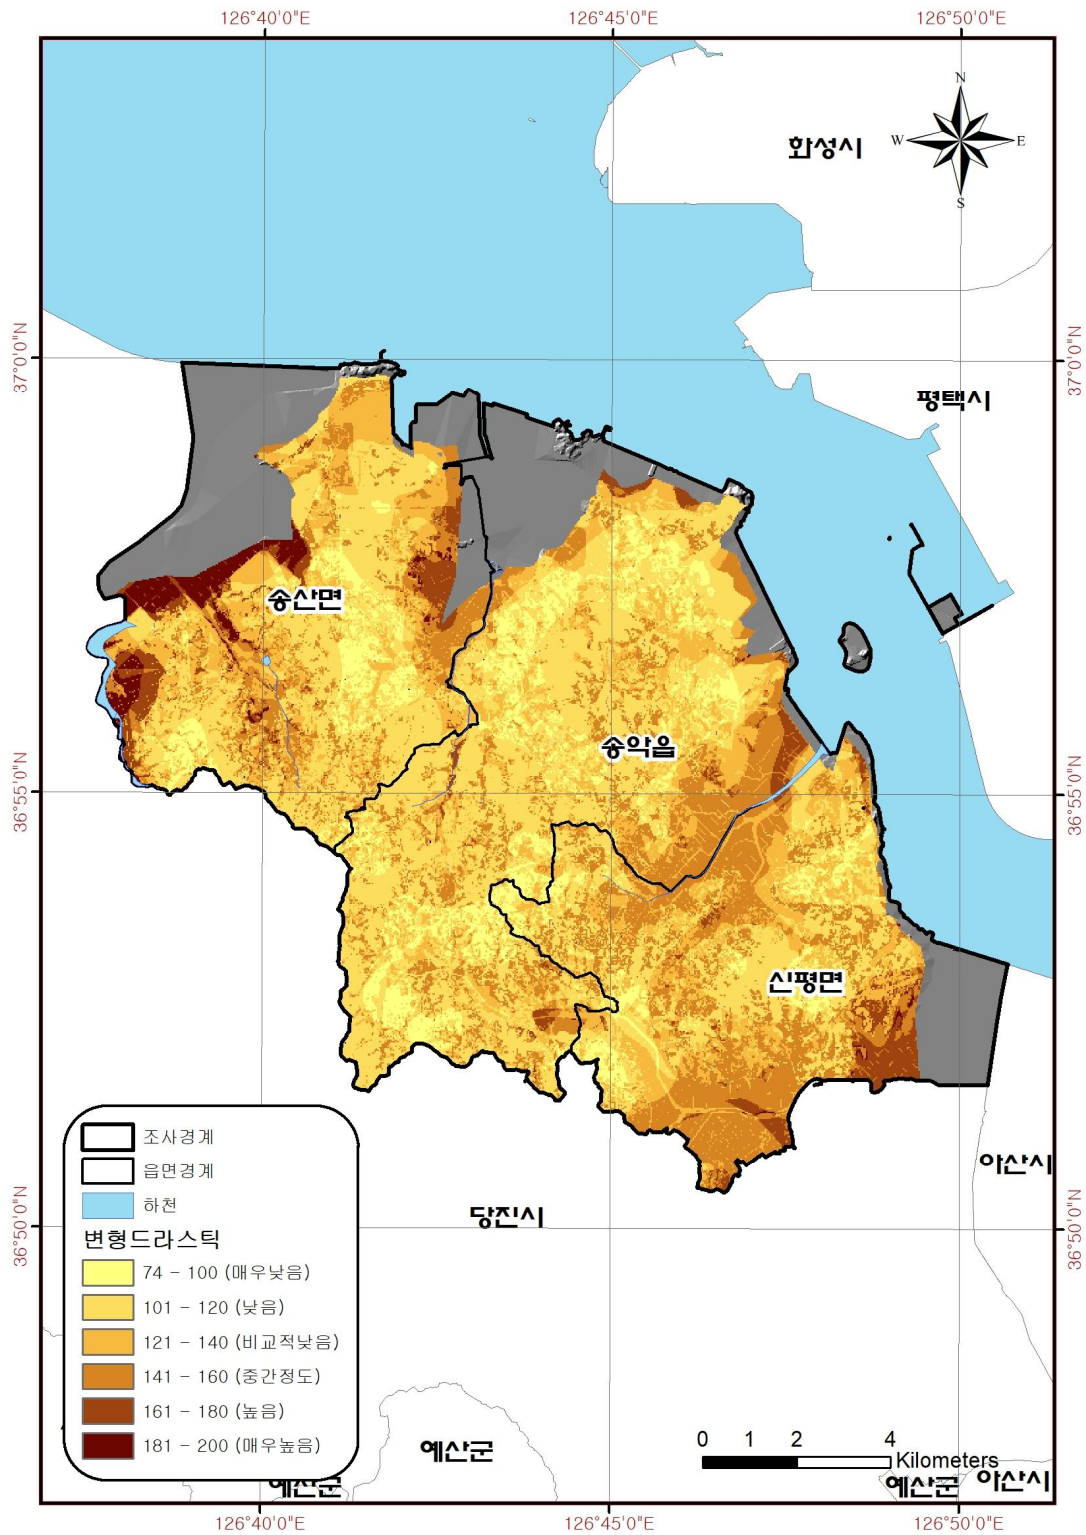 126°40'0"E
126°45'0"E
126°50'0"E
N
W
E
S
화성시
37°0'0"N
37°0'0"N
평택시
송산면
송악읍
36°55'0"N
36°55'0"N
신평면
아산시
당진시
36°50'0"N
36°50'0"N
조사경계
읍면경계
하천
변형드라스틱
74 - 100 (매우낮음)
101 - 120 (낮음)
121 - 140 (비교적낮음)
141 - 160 (중간정도)
161 - 180 (높음)
181 - 200 (매우높음)
0 1 2 4
Kilometers
예산군
예산군
예산군
아산시
126°40'0"E
126°45'0"E
126°50'0"E